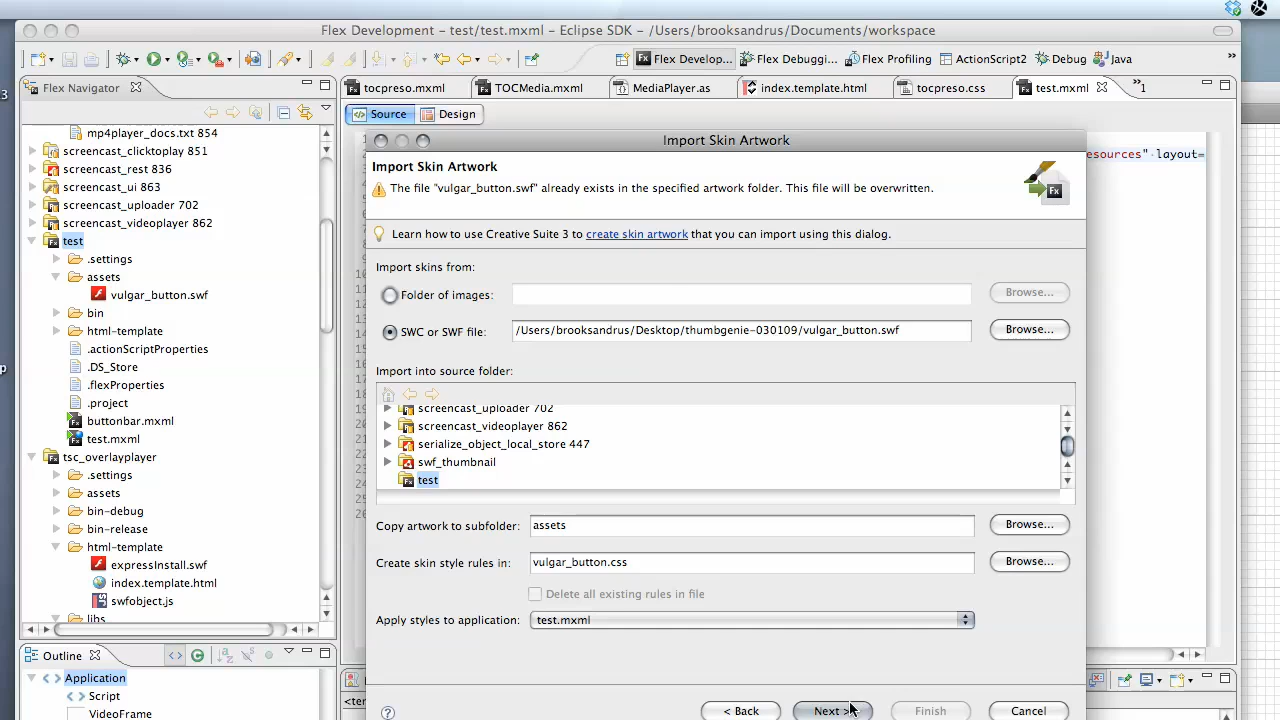 Flex Development - test/test.mxml - Eclipse SDK - /Users/brooksandrus/Documents/workspace
Flex Develop... Flex Debuggi... Flex Profiling ActionScript2 Debug Java »
Flex Navigator
tocpreso.mxml TOCMedia.mxml MediaPlayer.as index.template.html tocpreso.css test.mxml »1
Source Design
mp4player_docs.txt 854
screencast_clicktoplay 851
screencast_rest 836
screencast_ui 863
screencast_uploader 702
screencast_videoplayer 862
test
.settings
assets
vulgar_button.swf
bin
html-template
.actionScriptProperties
.DS_Store
.flexProperties
.project
buttonbar.mxml
test.mxml
tsc_overlayplayer
.settings
assets
bin-debug
bin-release
html-template
expressInstall.swf
index.template.html
swfobject.js
libs
Outline
Application
Script
VideoFrame
esources" layout=
Import Skin Artwork
Import Skin Artwork
The file "vulgar_button.swf" already exists in the specified artwork folder. This file will be overwritten.
Learn how to use Creative Suite 3 to create skin artwork that you can import using this dialog.
Import skins from:
Folder of images: Browse...
SWC or SWF file: /Users/brooksandrus/Desktop/thumbgenie-030109/vulgar_button.swf Browse...
Import into source folder:
screencast_uploader 702
screencast_videoplayer 862
serialize_object_local_store 447
swf_thumbnail
test
Copy artwork to subfolder: assets Browse...
Create skin style rules in: vulgar_button.css Browse...
Delete all existing rules in file
Apply styles to application: test.mxml
< Back Next > Finish Cancel